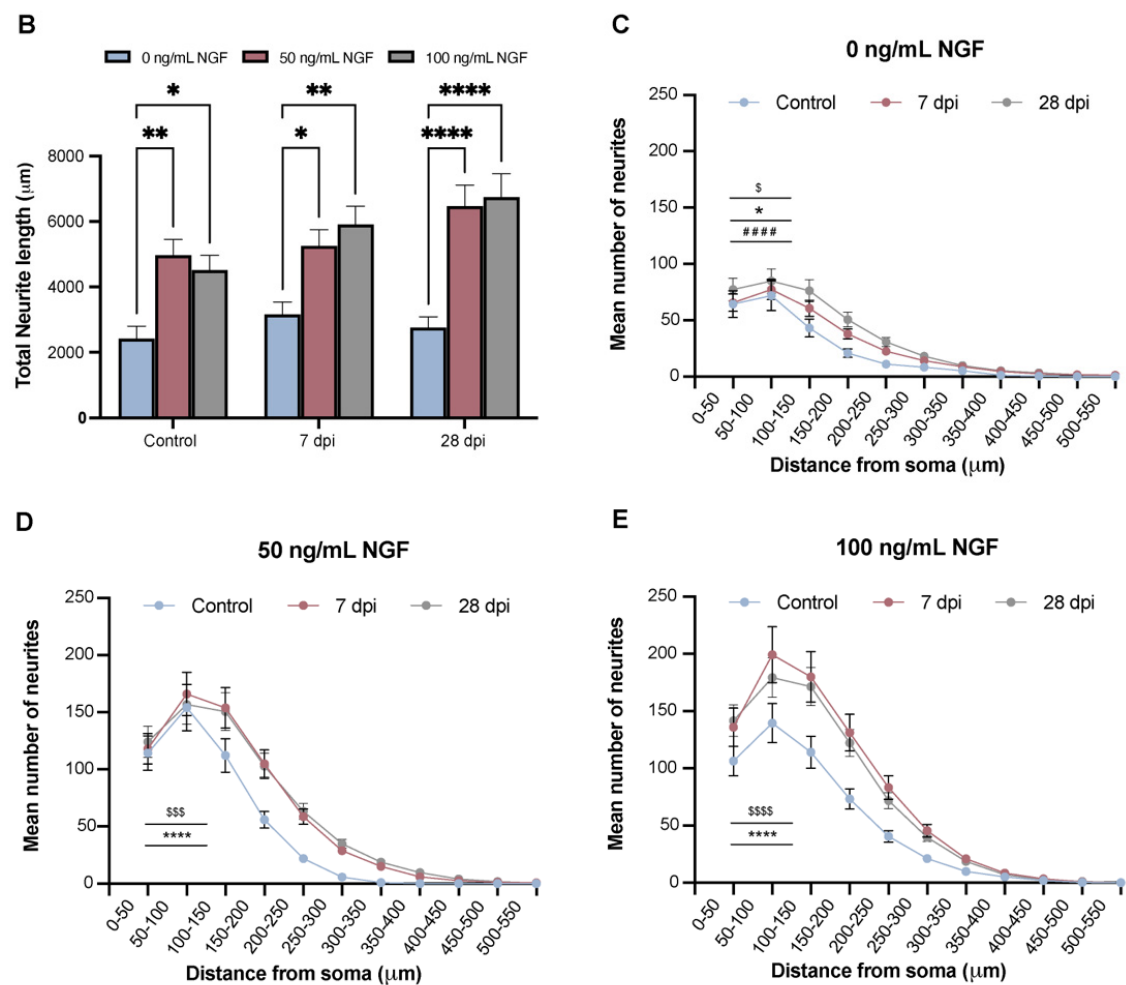 B
0 ng/mL NGF 50 ng/mL NGF 100 ng/mL NGF
* ** ****
** * ****
Total Neurite length (μm)
8000
6000
4000
2000
0
Control 7 dpi 28 dpi
C
0 ng/mL NGF
Control 7 dpi 28 dpi
Mean number of neurites
250
200
150
100
50
0
$
*
####
0-50 50-100 100-150 150-200 200-250 250-300 300-350 350-400 400-450 450-500 500-550
Distance from soma (μm)
D
50 ng/mL NGF
Control 7 dpi 28 dpi
Mean number of neurites
250
200
150
100
50
0
$$$
****
0-50 50-100 100-150 150-200 200-250 250-300 300-350 350-400 400-450 450-500 500-550
Distance from soma (μm)
E
100 ng/mL NGF
Control 7 dpi 28 dpi
Mean number of neurites
250
200
150
100
50
0
$$$$
****
0-50 50-100 100-150 150-200 200-250 250-300 300-350 350-400 400-450 450-500 500-550
Distance from soma (μm)